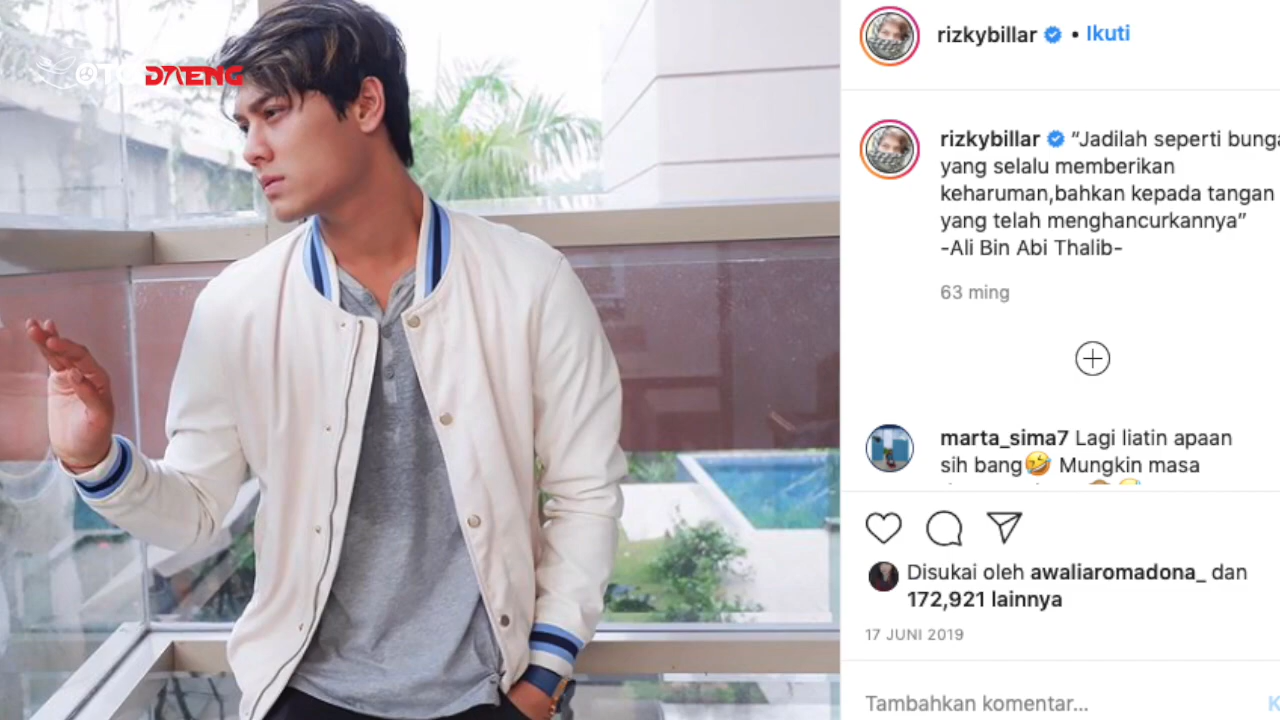 OTODAENG
rizkybillar • Ikuti
rizkybillar "Jadilah seperti bunga
yang selalu memberikan
keharuman,bahkan kepada tangan
yang telah menghancurkannya"
-Ali Bin Abi Thalib-
63 ming
marta_sima7 Lagi liatin apaan
sih bang🤣 Mungkin masa
Disukai oleh awaliaromadona_ dan
172,921 lainnya
17 JUNI 2019
Tambahkan komentar...
K